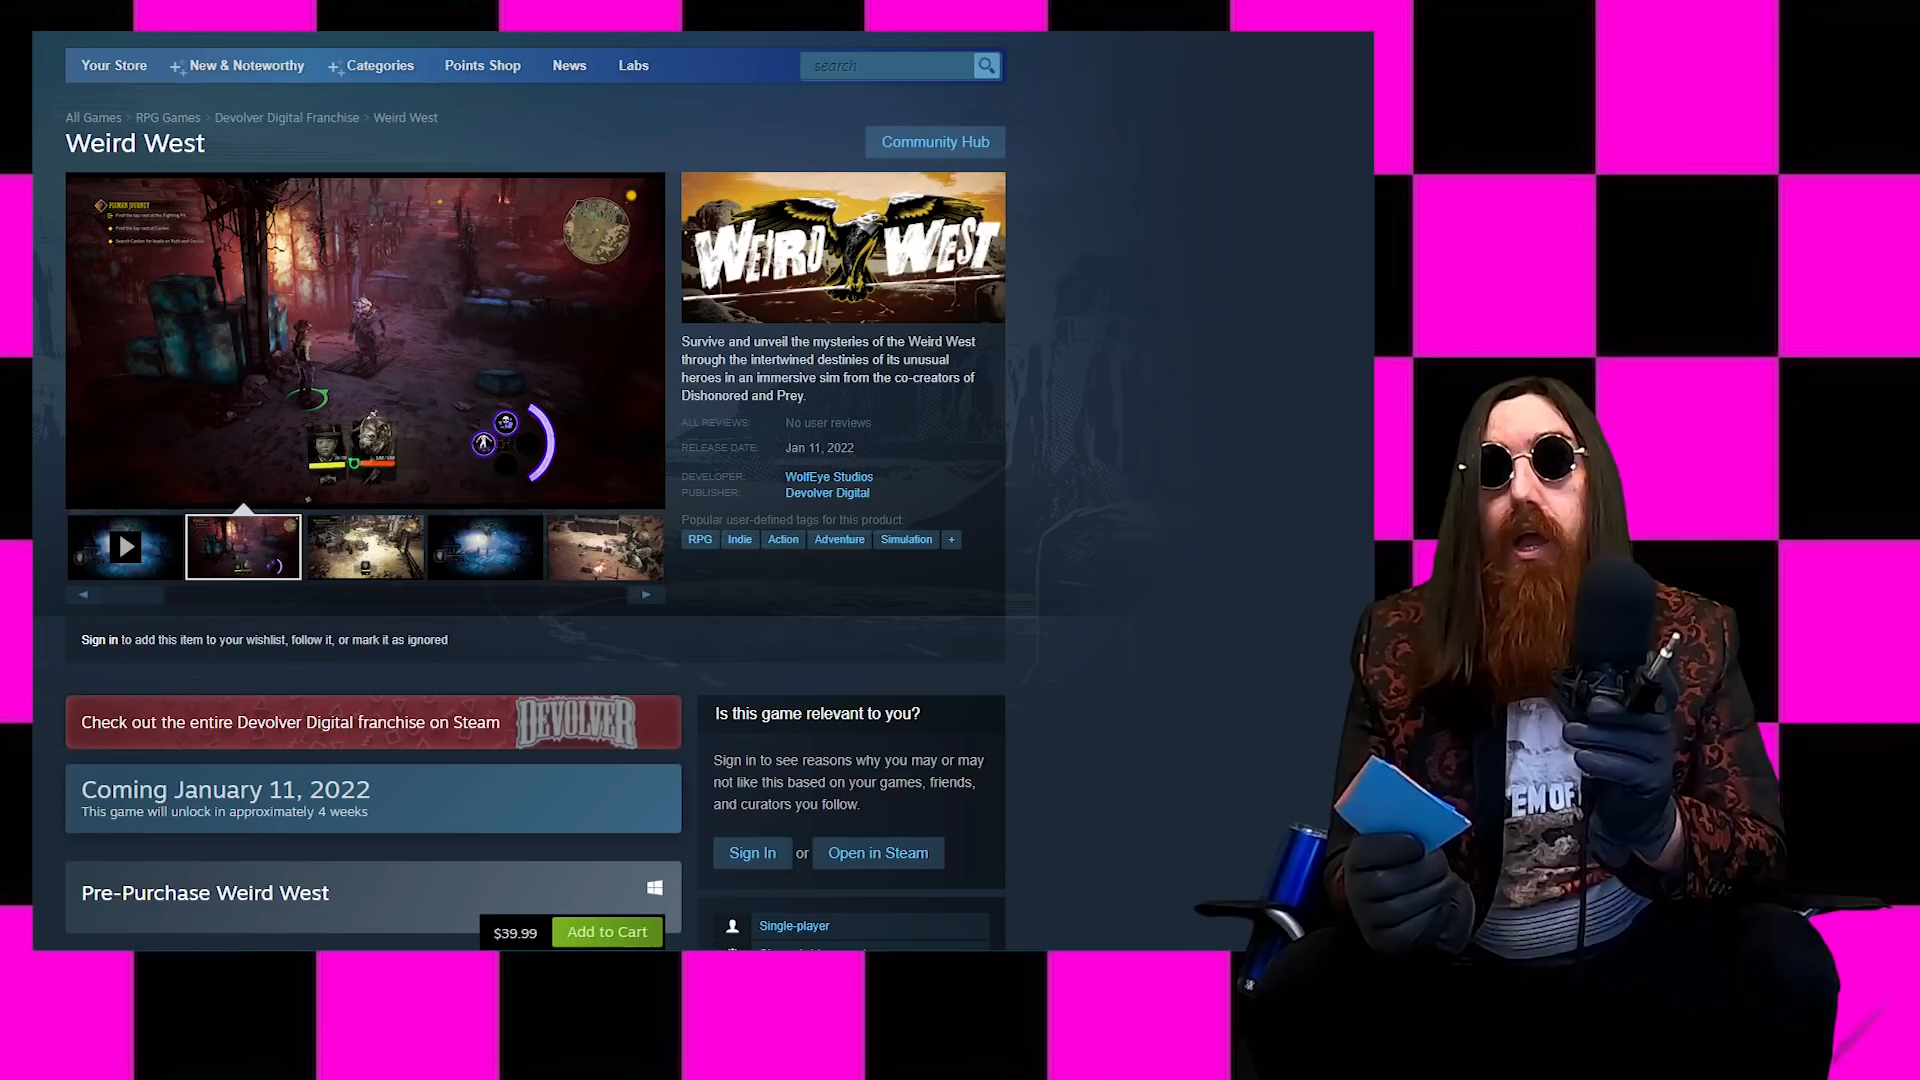 Your Store
New & Noteworthy
Categories
Points Shop
News
Labs
search
All Games > RPG Games > Devolver Digital Franchise > Weird West
Weird West
Community Hub
PIGMAN JOURNEY
WEIRD WEST
Survive and unveil the mysteries of the Weird West
through the intertwined destinies of its unusual
heroes in an immersive sim from the co-creators of
Dishonored and Prey.
ALL REVIEWS: No user reviews
RELEASE DATE: Jan 11, 2022
DEVELOPER: WolfEye Studios
PUBLISHER: Devolver Digital
Popular user-defined tags for this product:
RPG
Indie
Action
Adventure
Simulation
+
Sign in to add this item to your wishlist, follow it, or mark it as ignored
Check out the entire Devolver Digital franchise on Steam
DEVOLVER
Coming January 11, 2022
This game will unlock in approximately 4 weeks
Pre-Purchase Weird West
$39.99
Add to Cart
Is this game relevant to you?
Sign in to see reasons why you may or may
not like this based on your games, friends,
and curators you follow.
Sign In or Open in Steam
Single-player
EM OF